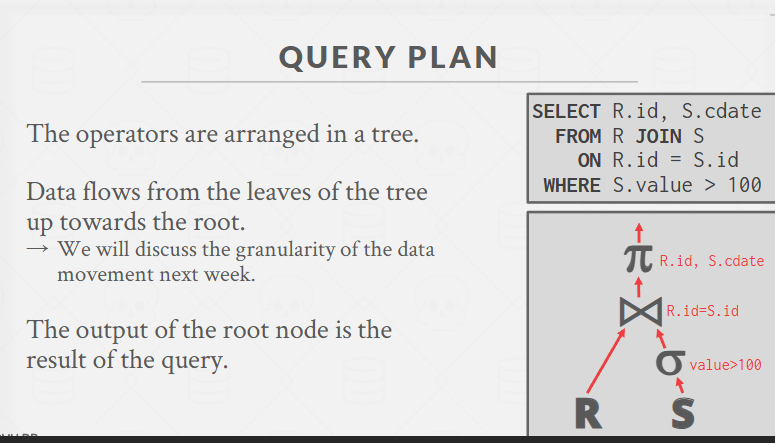 QUERY PLAN
The operators are arranged in a tree.
Data flows from the leaves of the tree
up towards the root.
→ We will discuss the granularity of the data
movement next week.
The output of the root node is the
result of the query.
SELECT R.id, S.cdate
FROM R JOIN S
ON R.id = S.id
WHERE S.value > 100
π R.id, S.cdate
⋈ R.id=S.id
σ value>100
R S